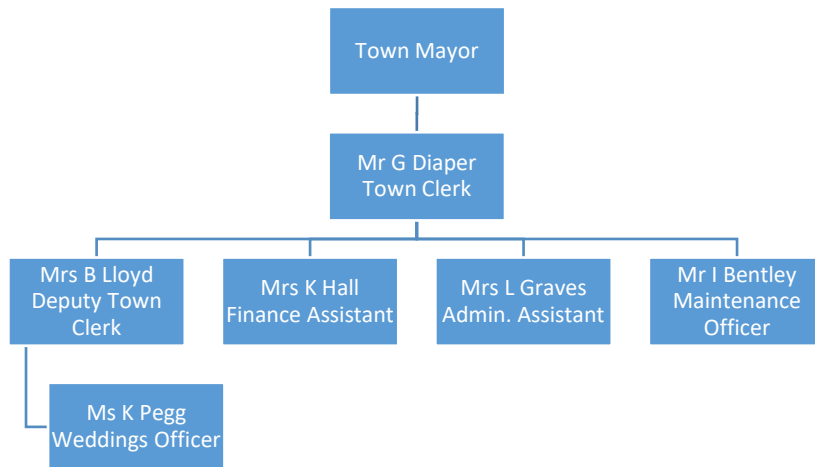 Town Mayor
Mr G Diaper
Town Clerk
Mrs B Lloyd
Deputy Town
Clerk
Mrs K Hall
Finance Assistant
Mrs L Graves
Admin. Assistant
Mr I Bentley
Maintenance
Officer
Ms K Pegg
Weddings Officer